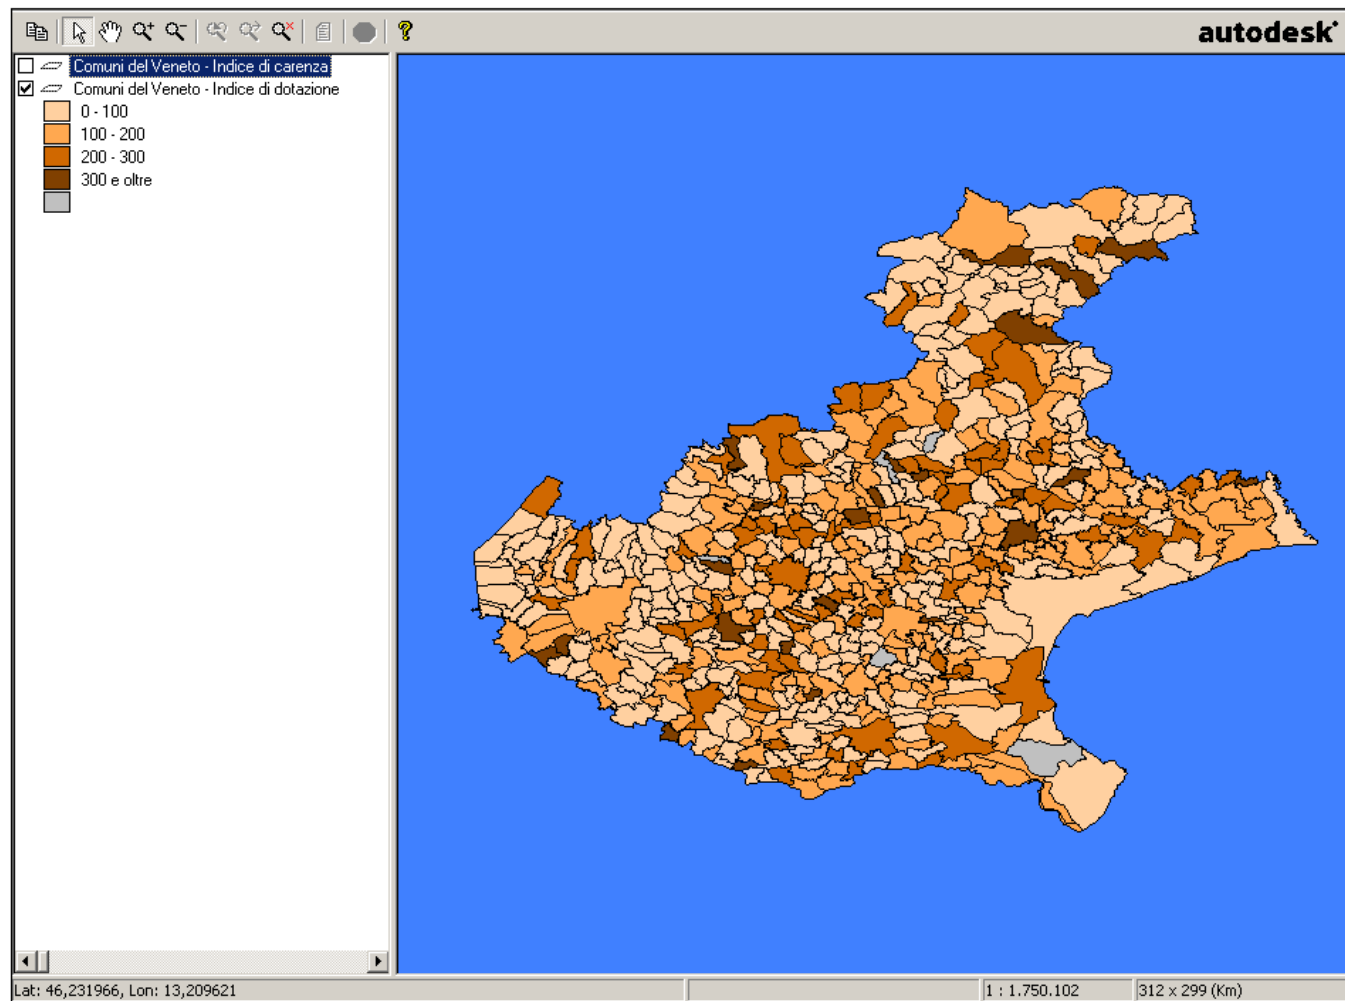 autodesk
Comuni del Veneto - Indice di carenza
Comuni del Veneto - Indice di dotazione
0 - 100
100 - 200
200 - 300
300 e oltre
Lat: 46,231966, Lon: 13,209621
1 : 1.750.102
312 x 299 (Km)